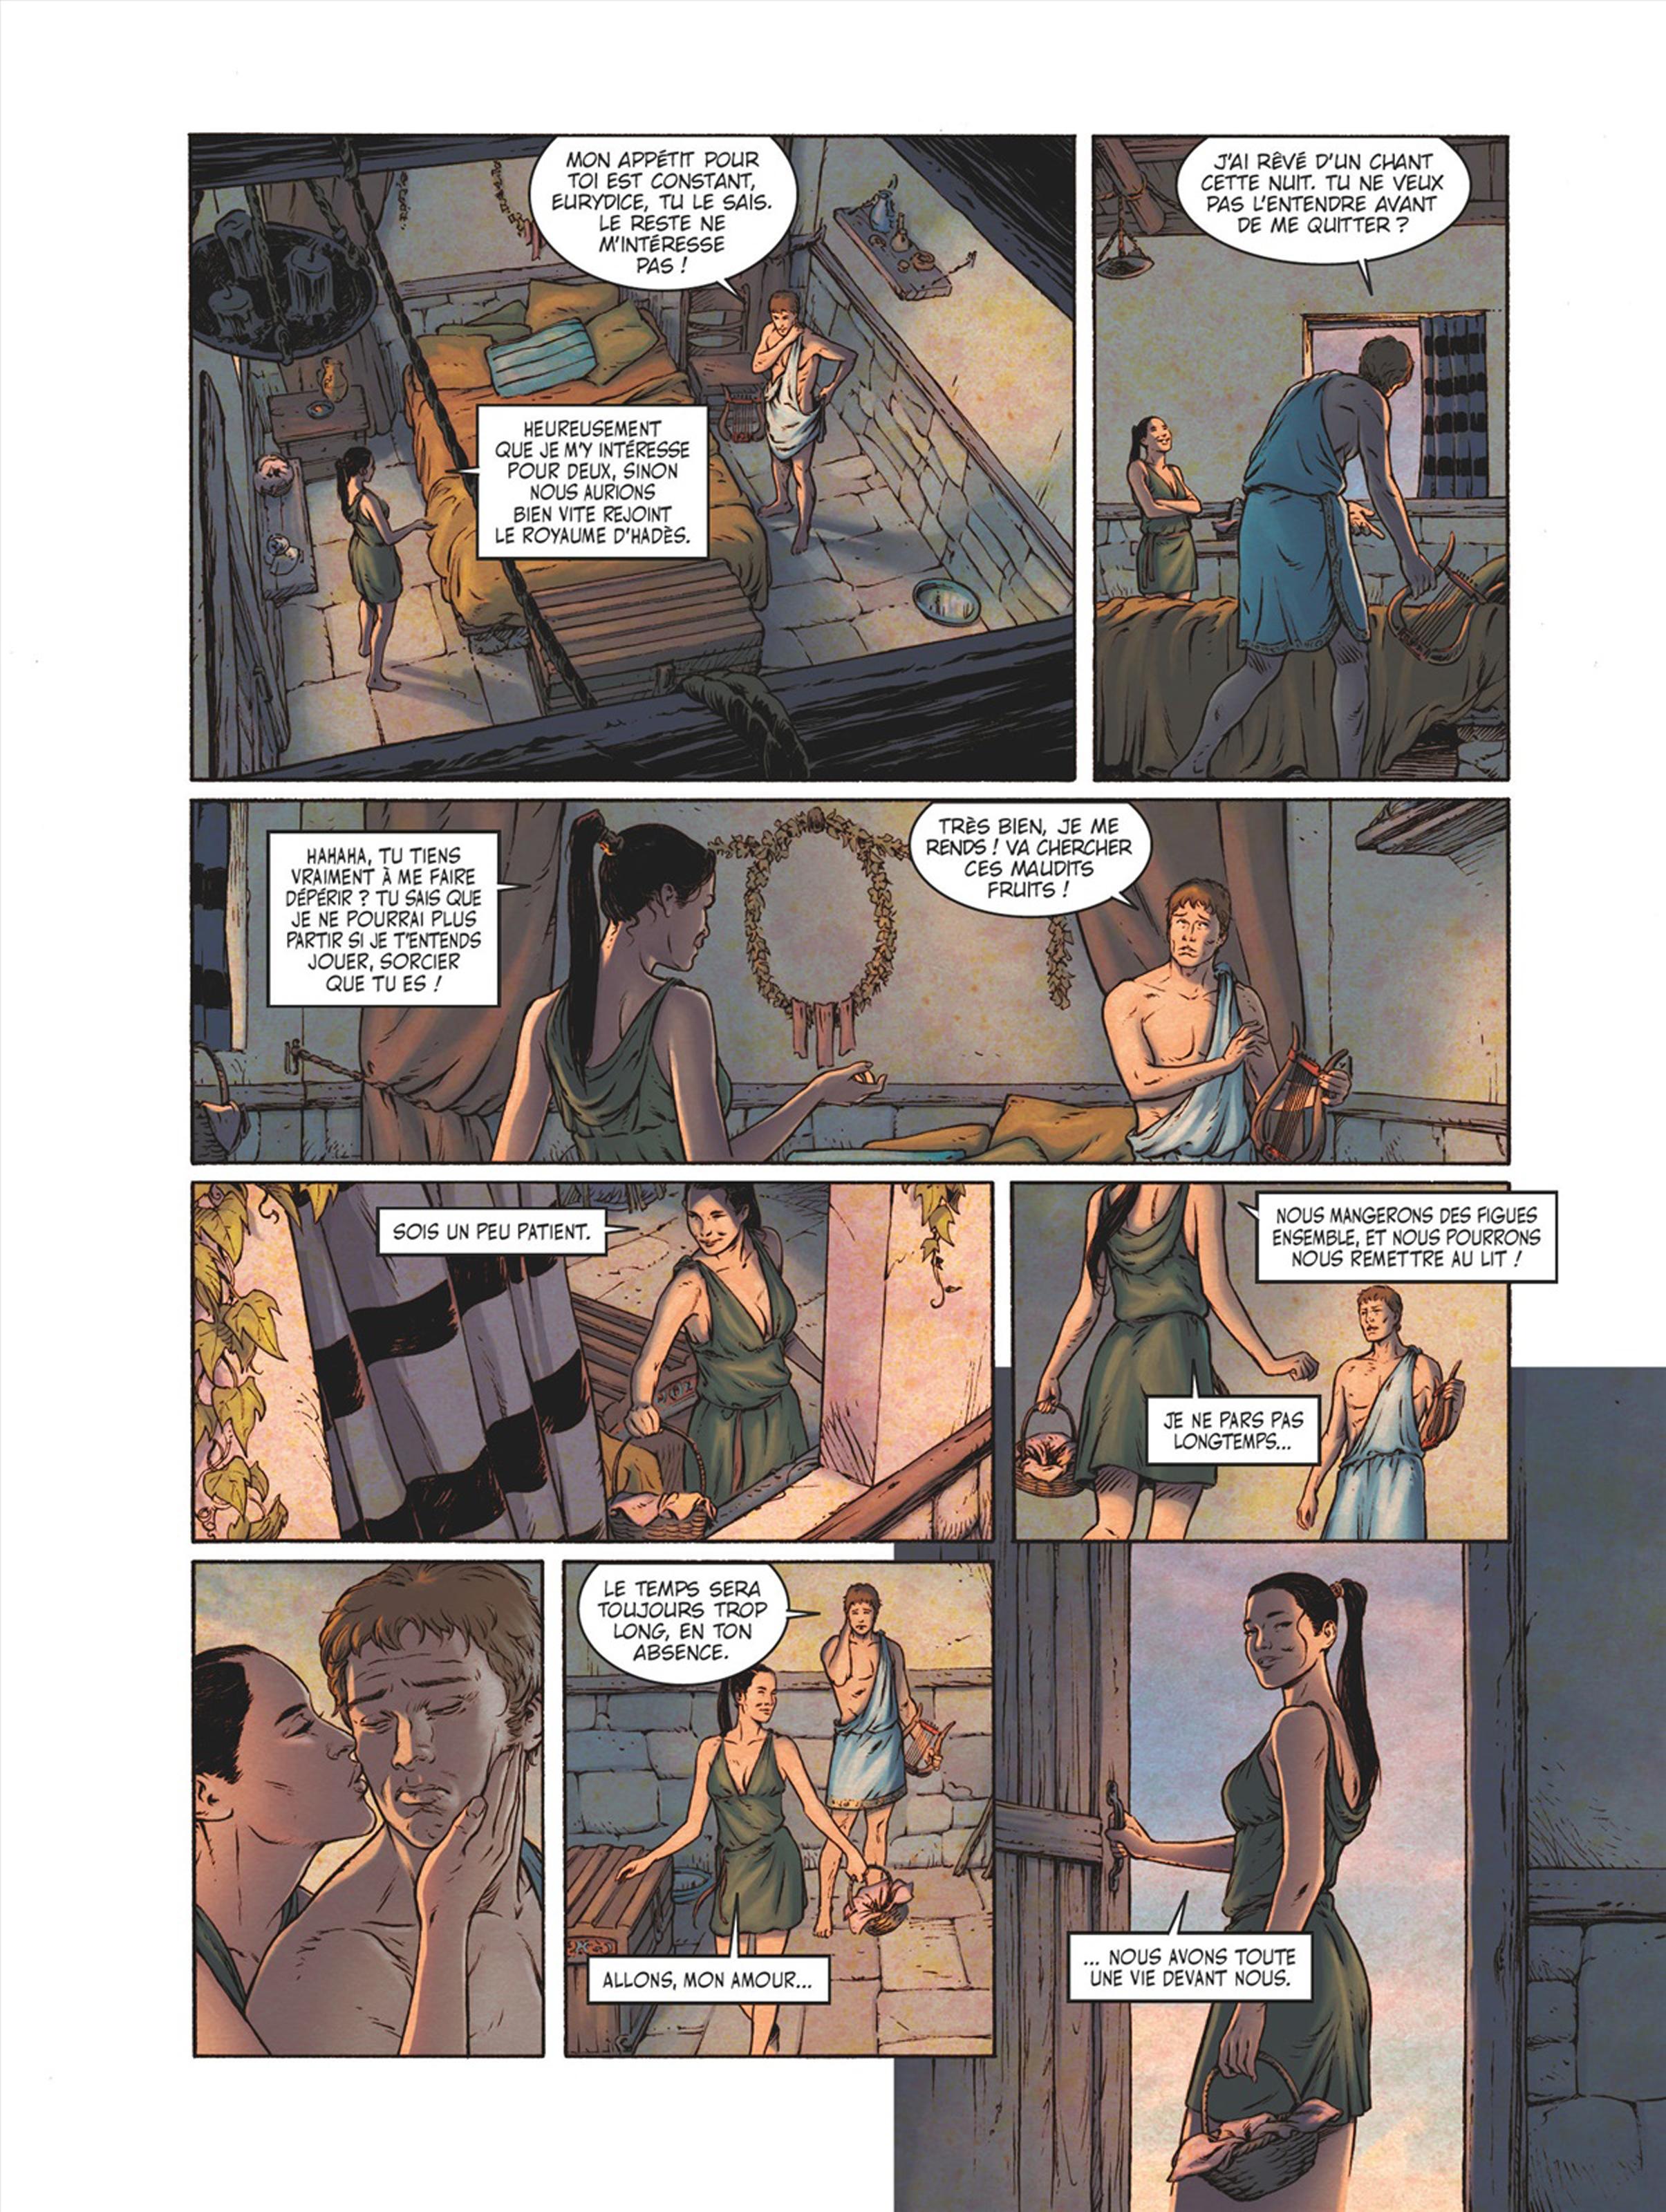 MON APPÉTIT POUR
TOI EST CONSTANT,
EURYDICE, TU LE SAIS.
LE RESTE NE
M'INTÉRESSE
PAS !
HEUREUSEMENT
QUE JE M'Y INTÉRESSE
POUR DEUX, SINON
NOUS AURIONS
BIEN VITE REJOINT
LE ROYAUME D'HADÈS.
J'AI RÊVÉ D'UN CHANT
CETTE NUIT. TU NE VEUX
PAS L'ENTENDRE AVANT
DE ME QUITTER ?
HAHAHA, TU TIENS
VRAIMENT À ME FAIRE
DÉPÉRIR ? TU SAIS QUE
JE NE POURRAI PLUS
PARTIR SI JE T'ENTENDS
JOUER, SORCIER
QUE TU ES !
TRÈS BIEN, JE ME
RENDS ! VA CHERCHER
CES MAUDITS
FRUITS !
SOIS UN PEU PATIENT.
NOUS MANGERONS DES FIGUES
ENSEMBLE, ET NOUS POURRONS
NOUS REMETTRE AU LIT !
JE NE PARS PAS
LONGTEMPS...
LE TEMPS SERA
TOUJOURS TROP
LONG, EN TON
ABSENCE.
ALLONS, MON AMOUR...
... NOUS AVONS TOUTE
UNE VIE DEVANT NOUS.